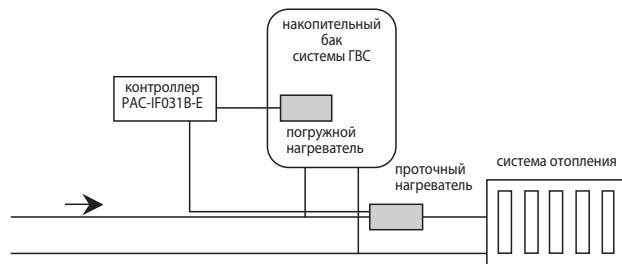 накопительный
бак
системы ГВС
контроллер
PAC-IF031B-E
погружной
нагреватель
проточный
нагреватель
система отопления